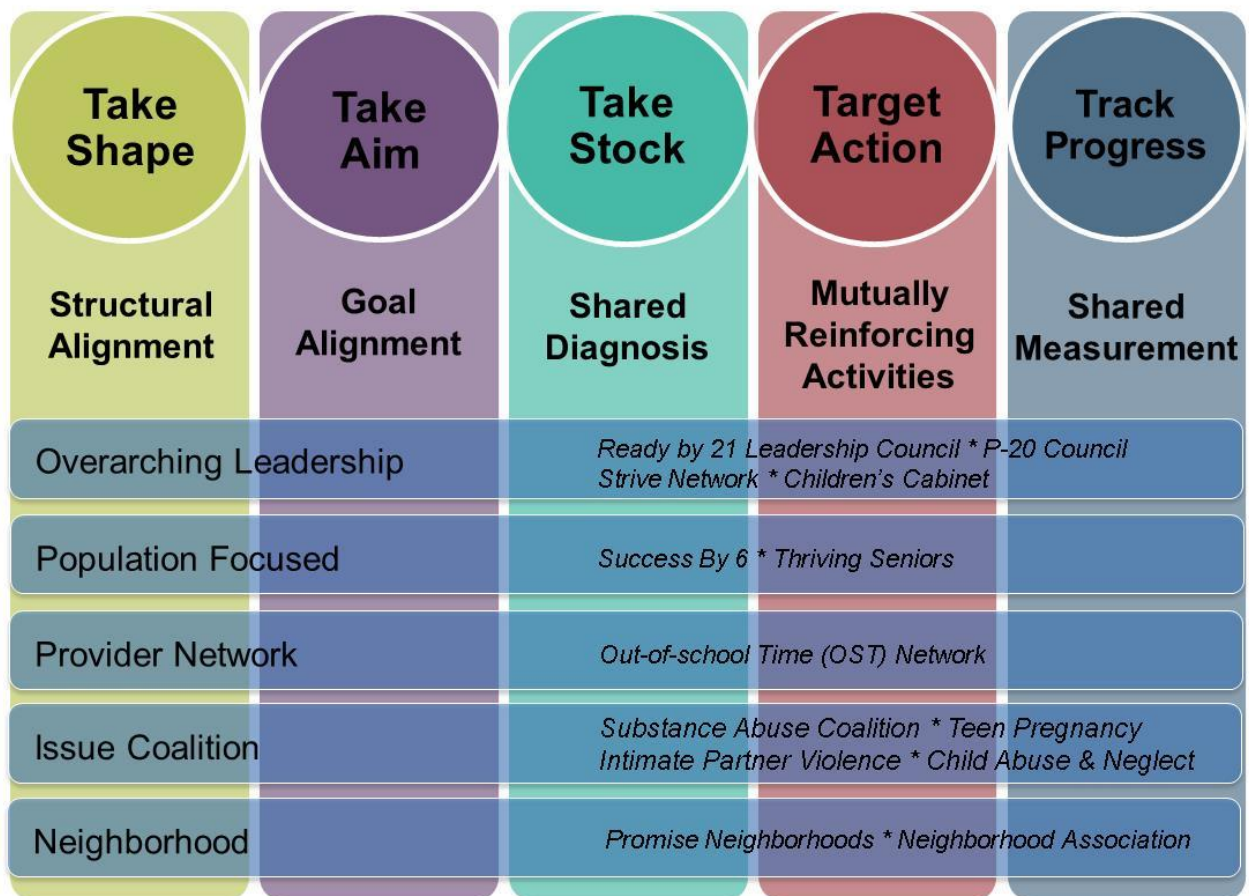 Take
Shape
Take
Aim
Take
Stock
Target
Action
Track
Progress
Structural
Alignment
Goal
Alignment
Shared
Diagnosis
Mutually
Reinforcing
Activities
Shared
Measurement
Overarching Leadership
Ready by 21 Leadership Council * P-20 Council
Strive Network * Children's Cabinet
Population Focused
Success By 6 * Thriving Seniors
Provider Network
Out-of-school Time (OST) Network
Issue Coalition
Substance Abuse Coalition * Teen Pregnancy
Intimate Partner Violence * Child Abuse & Neglect
Neighborhood
Promise Neighborhoods * Neighborhood Association